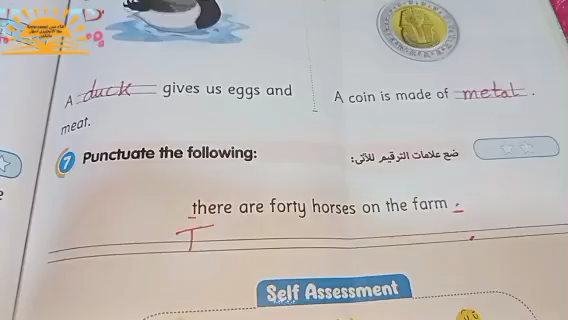 A duck gives us eggs and
meat.
A coin is made of metal.
7 Punctuate the following:
ضع علامات الترقيم للآتي:
there are forty horses on the farm .
T .
Self Assessment